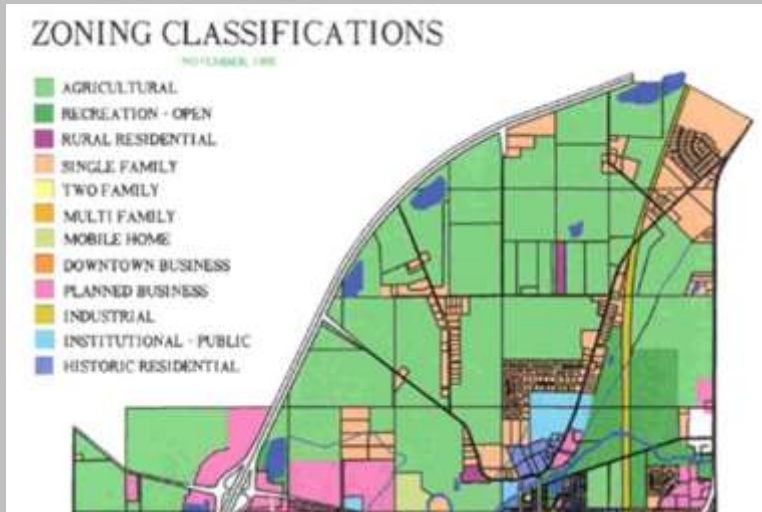 ZONING CLASSIFICATIONS
AGRICULTURAL
RECREATION - OPEN
RURAL RESIDENTIAL
SINGLE FAMILY
TWO FAMILY
MULTI FAMILY
MOBILE HOME
DOWNTOWN BUSINESS
PLANNED BUSINESS
INDUSTRIAL
INSTITUTIONAL - PUBLIC
HISTORIC RESIDENTIAL